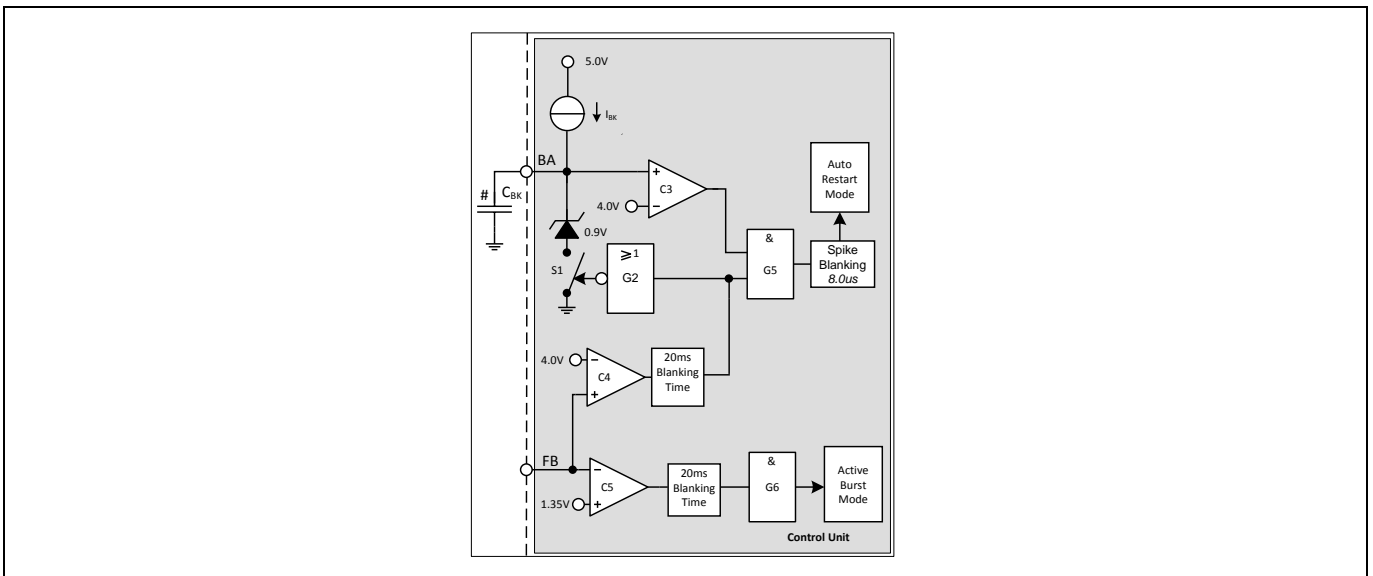 5.0V
I_BK
BA
# C_BK
C3
4.0V
0.9V
S1
≥1
G2
&
G5
Auto
Restart
Mode
Spike
Blanking
8.0us
4.0V
C4
20ms
Blanking
Time
FB
C5
1.35V
20ms
Blanking
Time
&
G6
Active
Burst
Mode
Control Unit